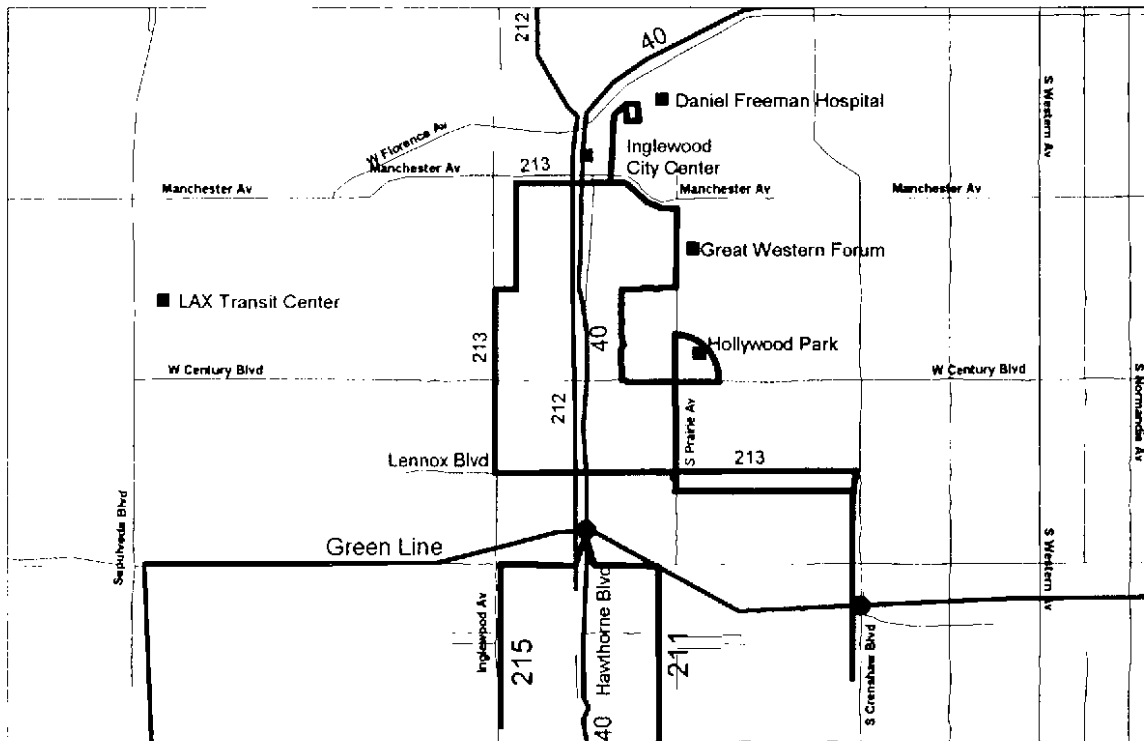 212
40
Daniel Freeman Hospital
S Western Av
W Florence Av
Inglewood
City Center
213
Manchester Av
Manchester Av
Manchester Av
Manchester Av
Great Western Forum
LAX Transit Center
213
40
Hollywood Park
W Century Blvd
W Century Blvd
S Normandie Av
212
S Prairie Av
Lennox Blvd
213
Sepulveda Blvd
Green Line
S Western Av
Inglewood Av
215
Hawthorne Blvd
211
S Crenshaw Blvd
40